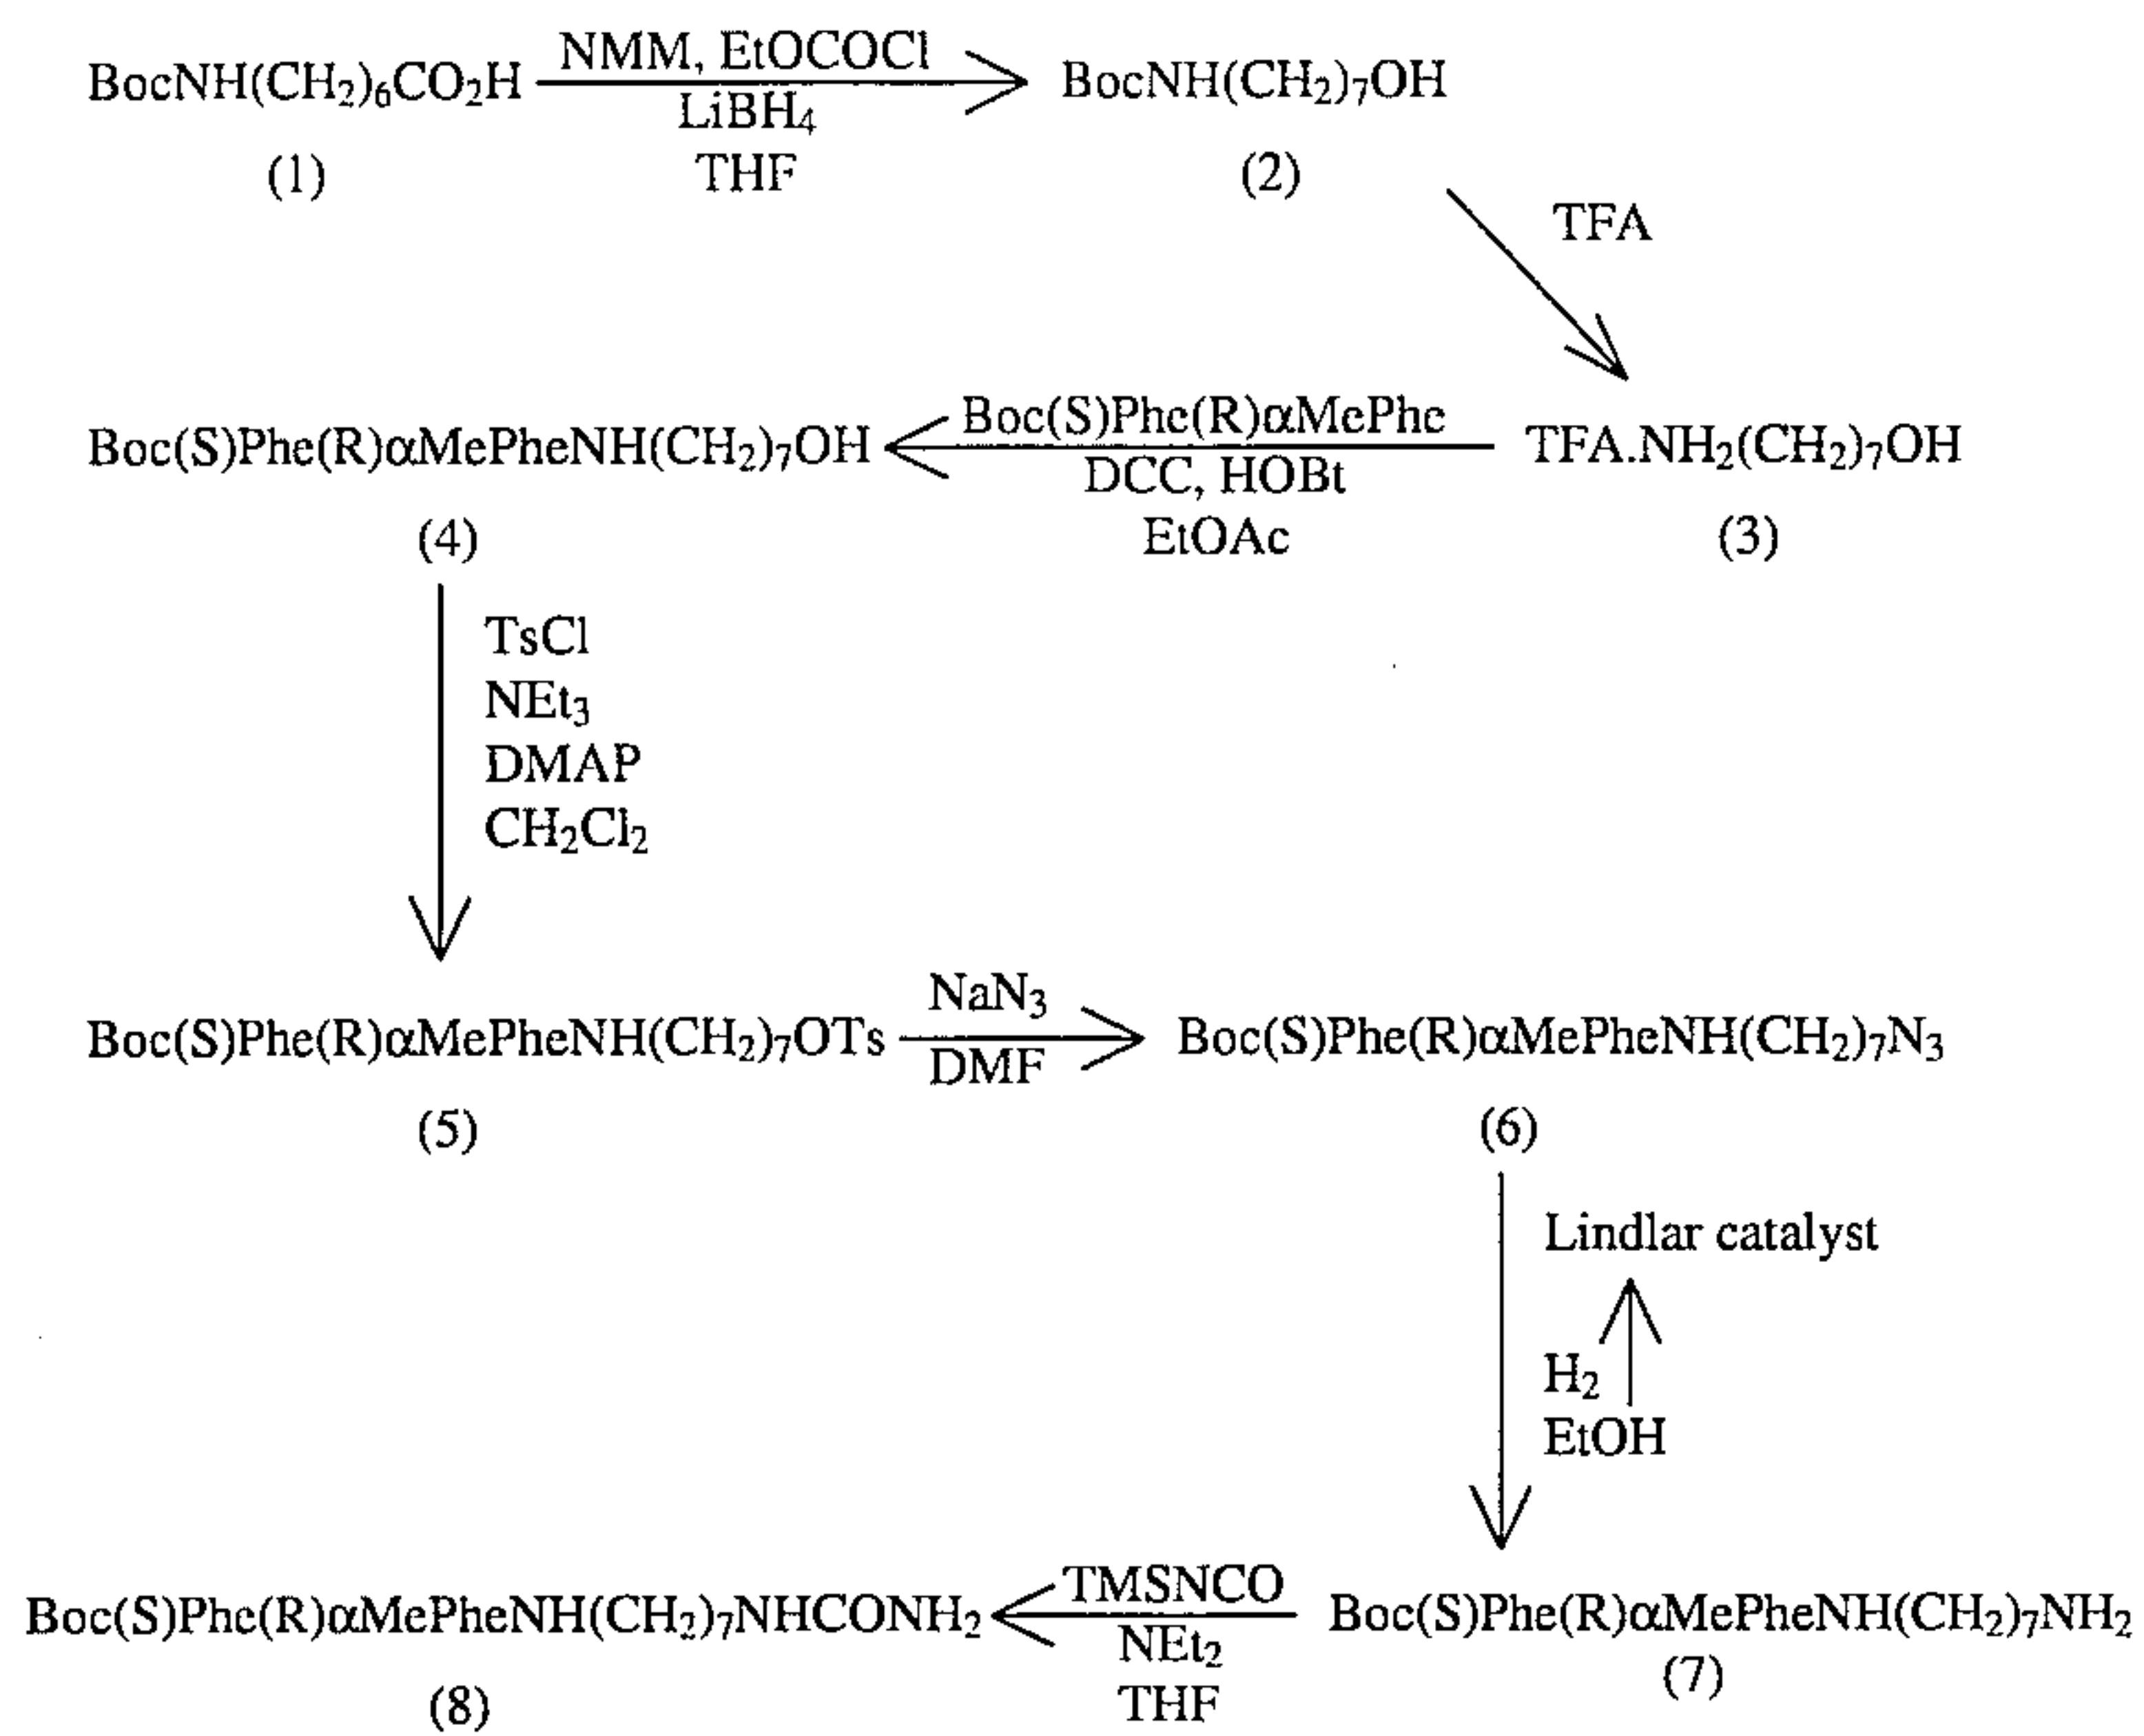 BocNH(CH₂)₆CO₂H
NMM, EtOCOCl
LiBH₄
THF
BocNH(CH₂)₇OH
(1)
(2)
TFA
Boc(S)Phe(R)αMePheNH(CH₂)₇OH
Boc(S)Phe(R)αMePhe
DCC, HOBt
EtOAc
TFA.NH₂(CH₂)₇OH
(4)
(3)
TsCl
NEt₃
DMAP
CH₂Cl₂
Boc(S)Phe(R)αMePheNH(CH₂)₇OTs
NaN₃
DMF
Boc(S)Phe(R)αMePheNH(CH₂)₇N₃
(5)
(6)
Lindlar catalyst
H₂
EtOH
Boc(S)Phe(R)αMePheNH(CH₂)₇NHCONH₂
TMSNCO
NEt₂
THF
Boc(S)Phe(R)αMePheNH(CH₂)₇NH₂
(8)
(7)